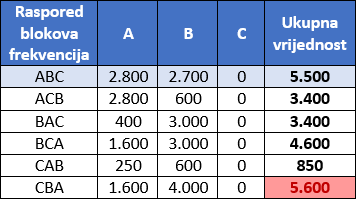 Raspored blokova frekvencija A B C Ukupna vrijednost
ABC 2.800 2.700 0 5.500
ACB 2.800 600 0 3.400
BAC 400 3.000 0 3.400
BCA 1.600 3.000 0 4.600
CAB 250 600 0 850
CBA 1.600 4.000 0 5.600